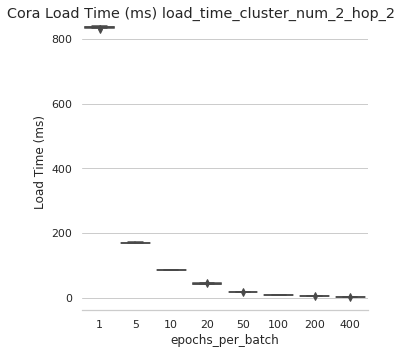 Cora Load Time (ms) load_time_cluster_num_2_hop_2
800
600
400
200
0
Load Time (ms)
1 5 10 20 50 100 200 400
epochs_per_batch